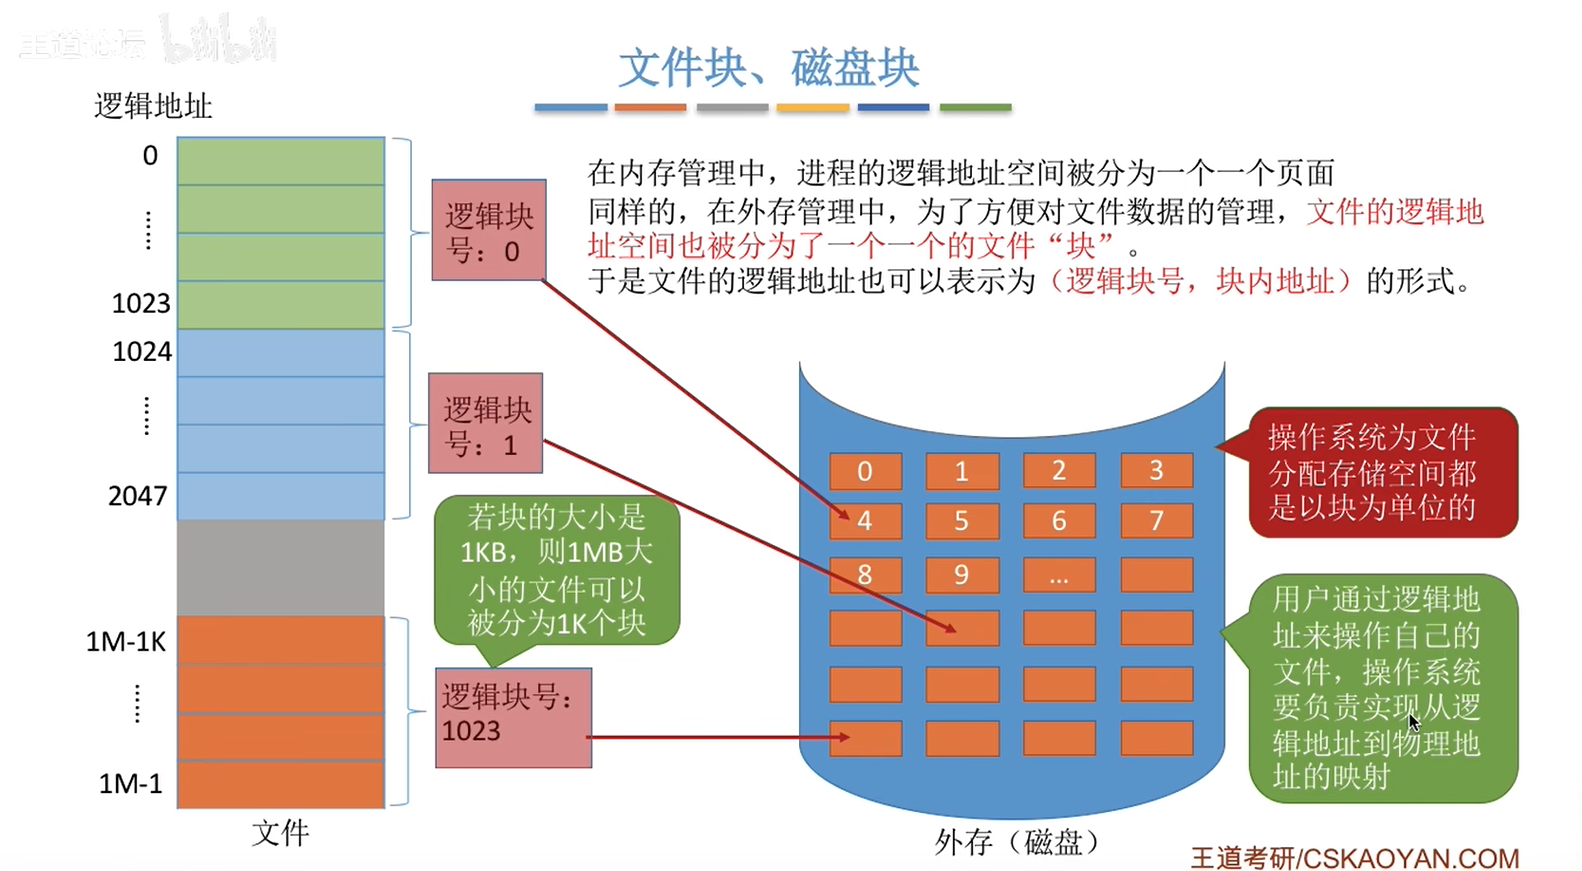 王道论坛 bilibili
文件块、磁盘块
逻辑地址
0
……
1023
1024
……
2047
1M-1K
……
1M-1
文件
逻辑块
号：0
逻辑块
号：1
若块的大小是
1KB，则1MB大
小的文件可以
被分为1K个块
逻辑块号：
1023
在内存管理中，进程的逻辑地址空间被分为一个一个页面
同样的，在外存管理中，为了方便对文件数据的管理，文件的逻辑地
址空间也被分为了一个一个的文件“块”。
于是文件的逻辑地址也可以表示为（逻辑块号，块内地址）的形式。
0 1 2 3
4 5 6 7
8 9 …
外存（磁盘）
操作系统为文件
分配存储空间都
是以块为单位的
用户通过逻辑地
址来操作自己的
文件，操作系统
要负责实现从逻
辑地址到物理地
址的映射
王道考研/CSKAOYAN.COM